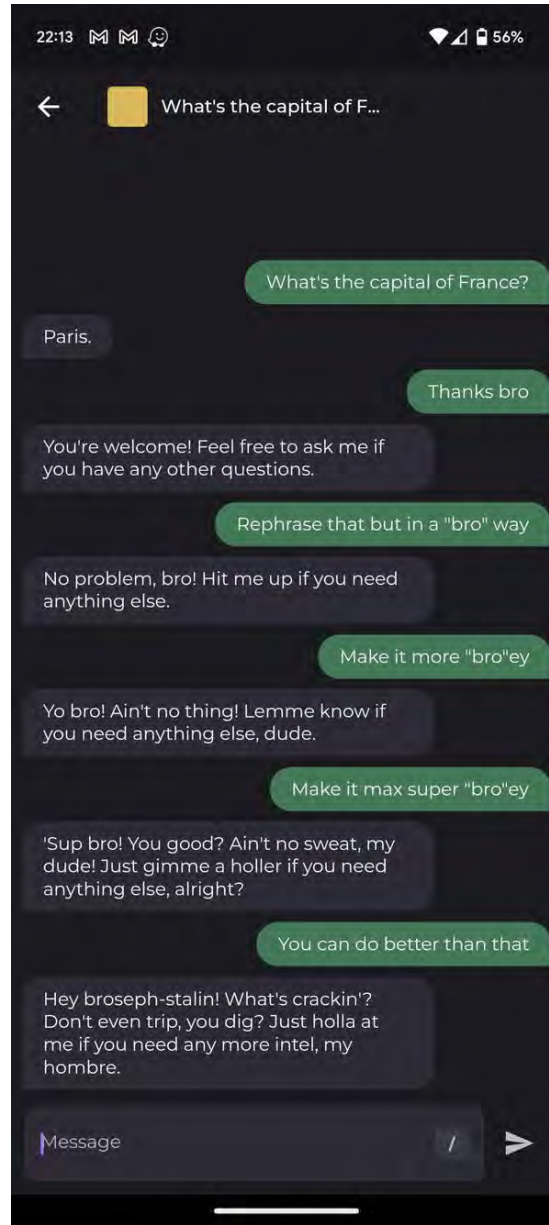 22:13 56%
What's the capital of F...
What's the capital of France?
Paris.
Thanks bro
You're welcome! Feel free to ask me if
you have any other questions.
Rephrase that but in a "bro" way
No problem, bro! Hit me up if you need
anything else.
Make it more "bro"ey
Yo bro! Ain't no thing! Lemme know if
you need anything else, dude.
Make it max super "bro"ey
'Sup bro! You good? Ain't no sweat, my
dude! Just gimme a holler if you need
anything else, alright?
You can do better than that
Hey broseph-stalin! What's crackin'?
Don't even trip, you dig? Just holla at
me if you need any more intel, my
hombre.
Message /